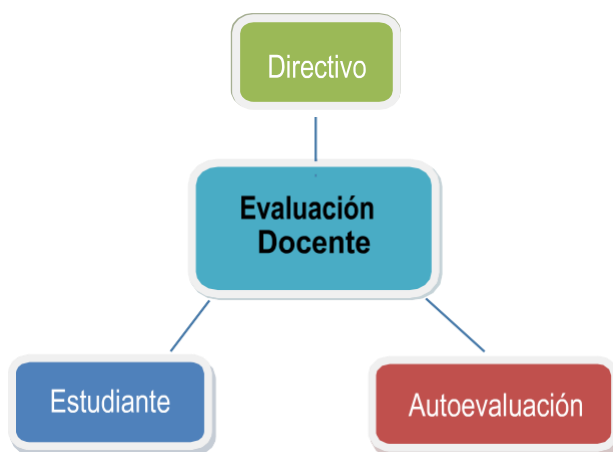 Directivo
Evaluación
Docente
Estudiante
Autoevaluación